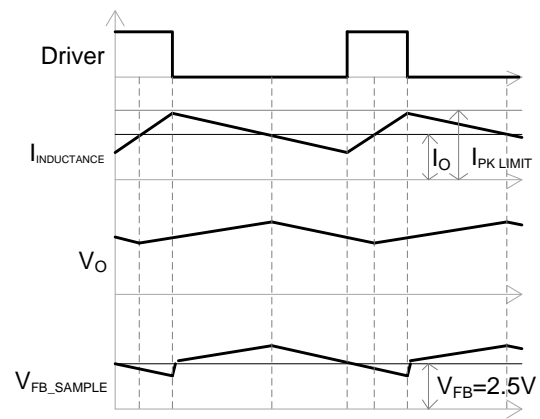 Driver
I_INDUCTANCE
I_O
I_PK LIMIT
V_O
V_FB_SAMPLE
V_FB=2.5V